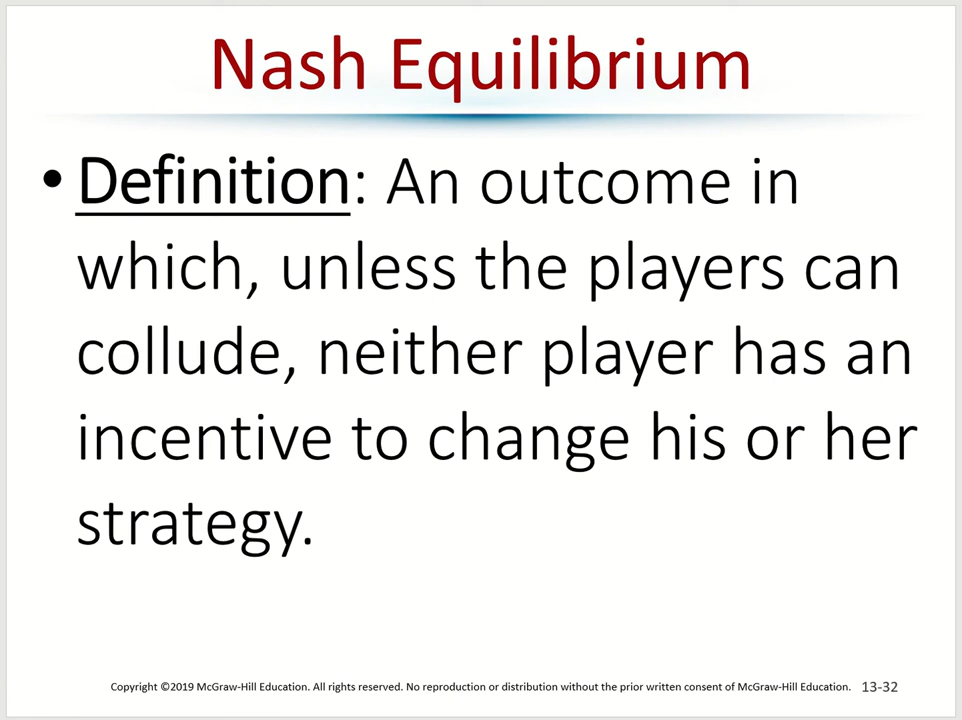 Nash Equilibrium
• Definition: An outcome in
which, unless the players can
collude, neither player has an
incentive to change his or her
strategy.
Copyright ©2019 McGraw-Hill Education. All rights reserved. No reproduction or distribution without the prior written consent of McGraw-Hill Education. 13-32